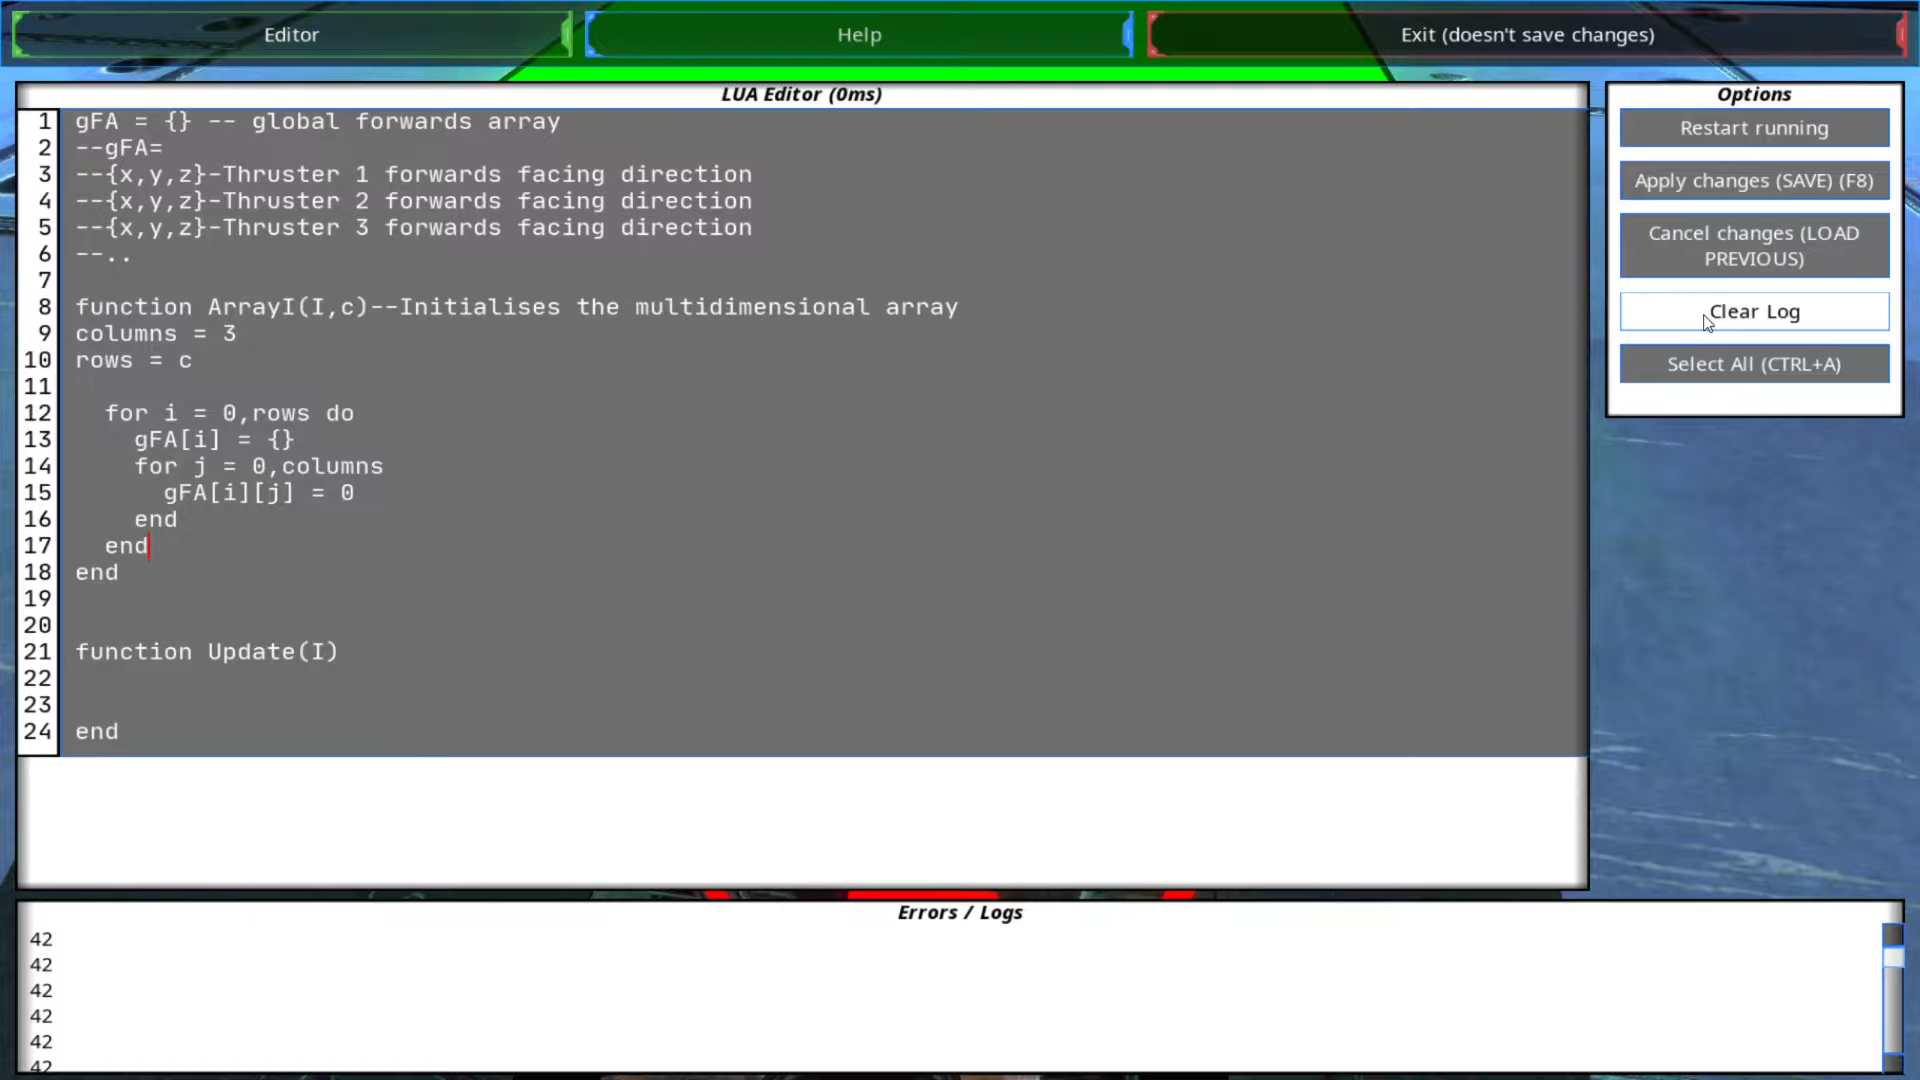 Editor
Help
Exit (doesn't save changes)
LUA Editor (0ms)
Options
1 gFA = {} -- global forwards array
2 --gFA=
3 --{x,y,z}-Thruster 1 forwards facing direction
4 --{x,y,z}-Thruster 2 forwards facing direction
5 --{x,y,z}-Thruster 3 forwards facing direction
6 --..
7
8 function ArrayI(I,c)--Initialises the multidimensional array
9 columns = 3
10 rows = c
11
12 for i = 0,rows do
13 gFA[i] = {}
14 for j = 0,columns
15 gFA[i][j] = 0
16 end
17 end
18 end
19
20
21 function Update(I)
22
23
24 end
Restart running
Apply changes (SAVE) (F8)
Cancel changes (LOAD
PREVIOUS)
Clear Log
Select All (CTRL+A)
Errors / Logs
42
42
42
42
42
42